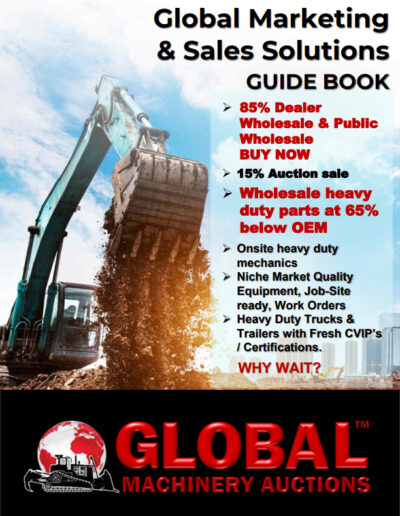 Global Marketing
& Sales Solutions
GUIDE BOOK
➢ 85% Dealer
Wholesale & Public
Wholesale
BUY NOW
➢ 15% Auction sale
➢ Wholesale heavy
duty parts at 65%
below OEM
➢ Onsite heavy duty
mechanics
➢ Niche Market Quality
Equipment, Job-Site
ready, Work Orders
➢ Heavy Duty Trucks &
Trailers with Fresh CVIP's
/ Certifications.
WHY WAIT?
GLOBAL™
MACHINERY AUCTIONS